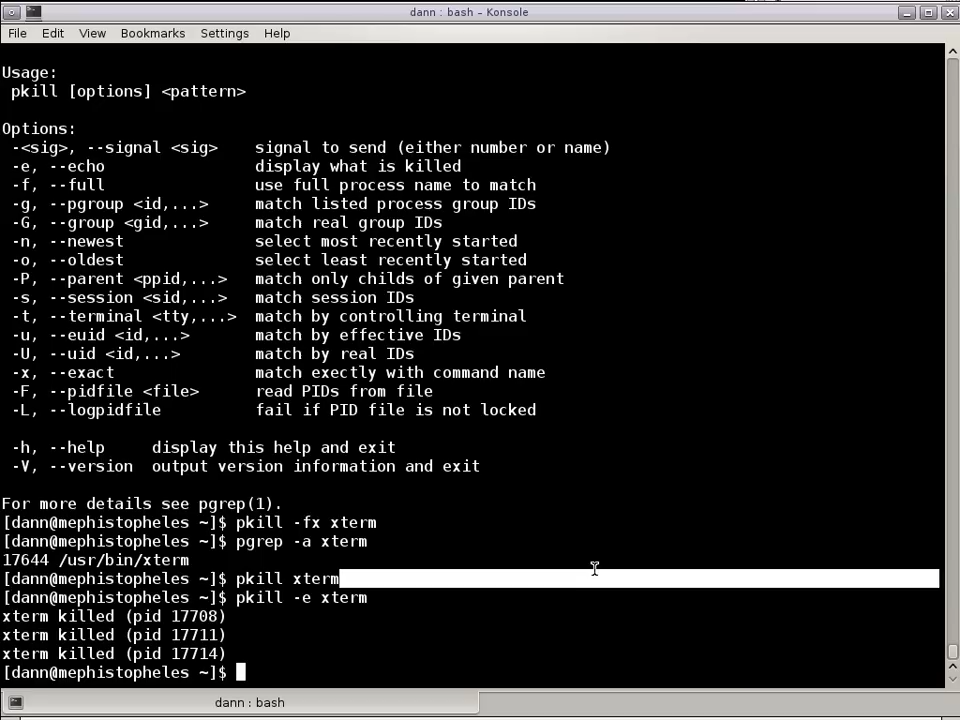 dann : bash – Konsole
File Edit View Bookmarks Settings Help
Usage:
 pkill [options] <pattern>
Options:
 -<sig>, --signal <sig>    signal to send (either number or name)
 -e, --echo                display what is killed
 -f, --full                use full process name to match
 -g, --pgroup <id,...>     match listed process group IDs
 -G, --group <gid,...>     match real group IDs
 -n, --newest              select most recently started
 -o, --oldest              select least recently started
 -P, --parent <ppid,...>   match only childs of given parent
 -s, --session <sid,...>   match session IDs
 -t, --terminal <tty,...>  match by controlling terminal
 -u, --euid <id,...>       match by effective IDs
 -U, --uid <id,...>        match by real IDs
 -x, --exact               match exectly with command name
 -F, --pidfile <file>      read PIDs from file
 -L, --logpidfile          fail if PID file is not locked
 -h, --help     display this help and exit
 -V, --version  output version information and exit
For more details see pgrep(1).
[dann@mephistopheles ~]$ pkill -fx xterm
[dann@mephistopheles ~]$ pgrep -a xterm
17644 /usr/bin/xterm
[dann@mephistopheles ~]$ pkill xterm
[dann@mephistopheles ~]$ pkill -e xterm
xterm killed (pid 17708)
xterm killed (pid 17711)
xterm killed (pid 17714)
[dann@mephistopheles ~]$
dann : bash